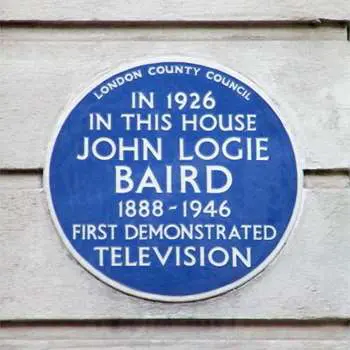 LONDON COUNTY COUNCIL
IN 1926
IN THIS HOUSE
JOHN LOGIE
BAIRD
1888-1946
FIRST DEMONSTRATED
TELEVISION